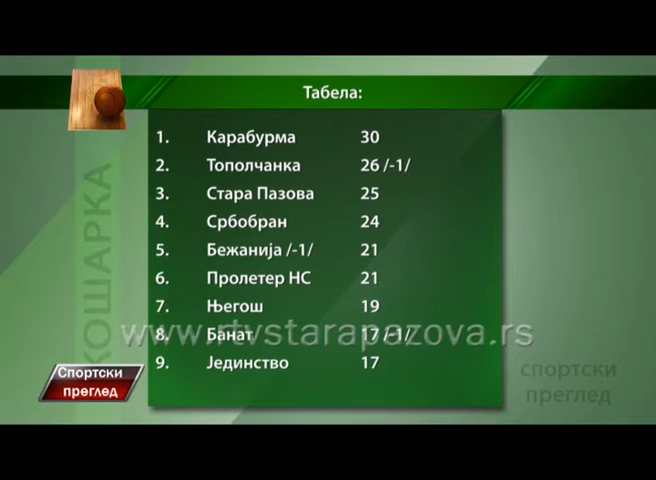 Табела:
1. Карабурма 30
2. Тополчанка 26 /-1/
3. Стара Пазова 25
4. Србобран 24
5. Бежанија /-1/ 21
6. Пролетер НС 21
7. Његош 19
www.rtvstarapazova.rs
8. Банат 17 /-1/
9. Јединство 17
КОШАРКА
Спортски
преглед
спортски
преглед